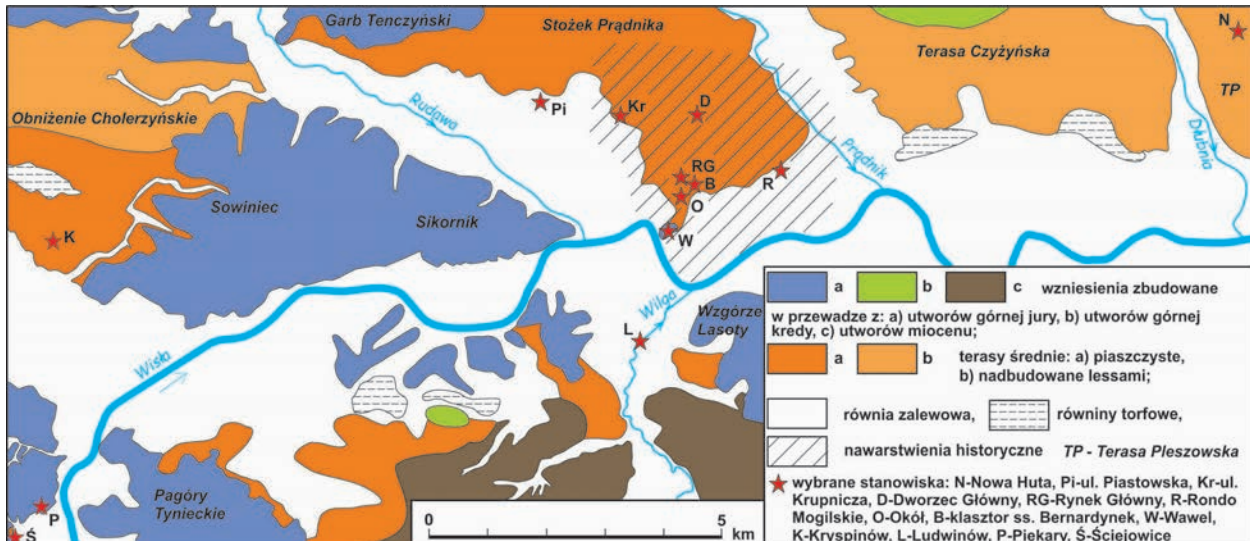 Garb Tenczyński
Stożek Prądnika
N
Terasa Czyżyńska
TP
Obniżenie Cholerzyńskie
Rudawa
Pi
Kr
D
Prądnik
Dłubnia
RG
B
R
O
W
Sowiniec
Sikornik
K
Wisła
L
Wilga
Wzgórze
Lasoty
Pagóry
Tynieckie
P
Ś
0 5
km
a b c wzniesienia zbudowane
w przewadze z: a) utworów górnej jury, b) utworów górnej
kredy, c) utworów miocenu;
a b terasy średnie: a) piaszczyste,
b) nadbudowane lessami;
równia zalewowa, równiny torfowe,
nawarstwienia historyczne TP - Terasa Pleszowska
wybrane stanowiska: N-Nowa Huta, Pi-ul. Piastowska, Kr-ul.
Krupnicza, D-Dworzec Główny, RG-Rynek Główny, R-Rondo
Mogilskie, O-Okół, B-klasztor ss. Bernardynek, W-Wawel,
K-Kryspinów, L-Ludwinów, P-Piekary, Ś-Ściejowice